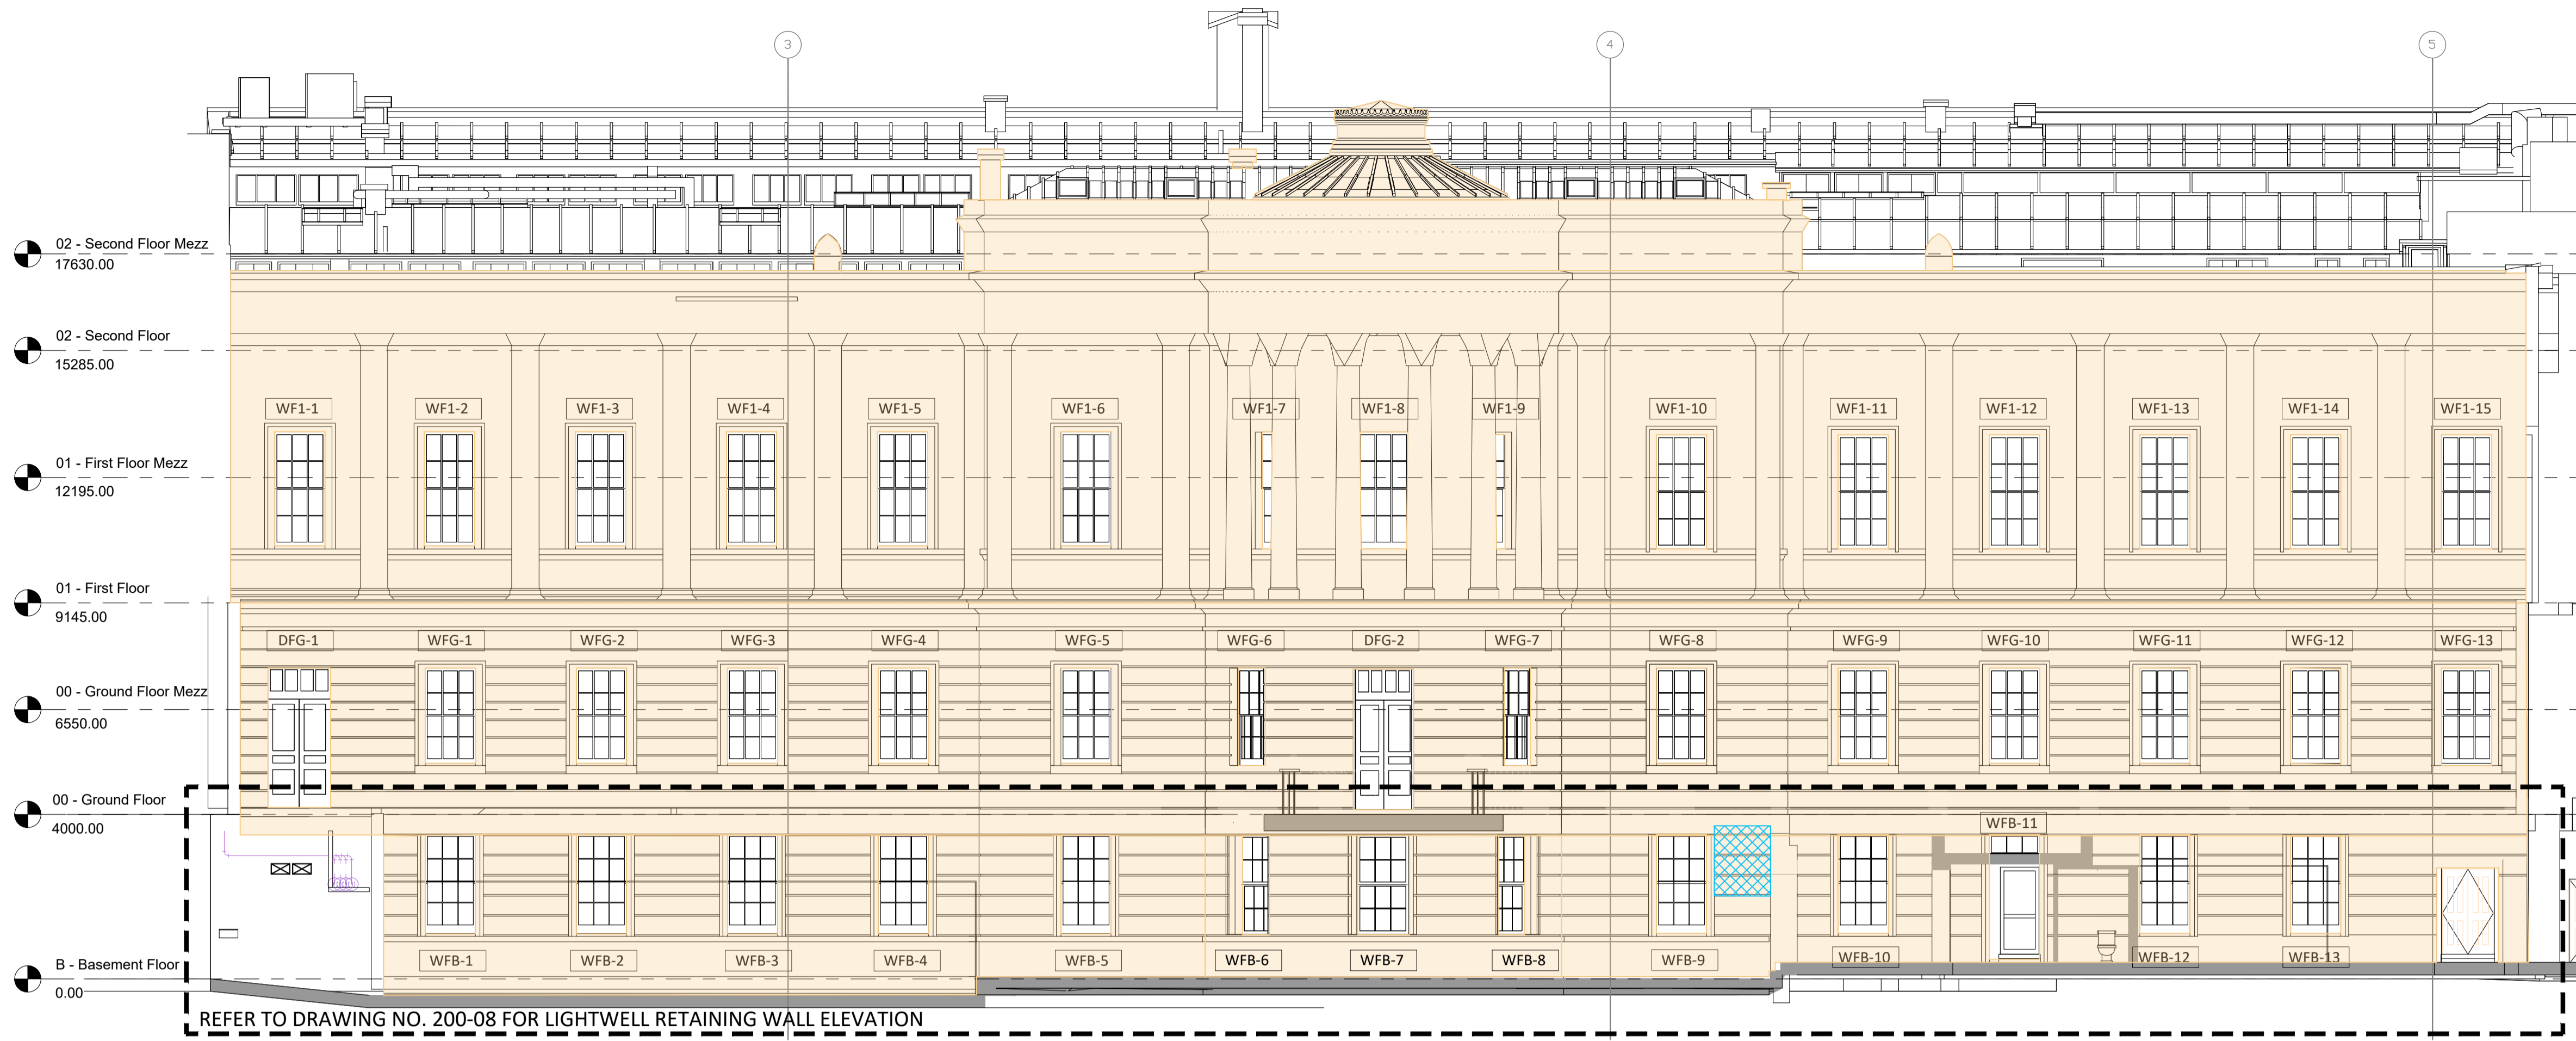 3
4
5
02 - Second Floor Mezz
17630.00
02 - Second Floor
15285.00
WF1-1
WF1-2
WF1-3
WF1-4
WF1-5
WF1-6
WF1-7
WF1-8
WF1-9
WF1-10
WF1-11
WF1-12
WF1-13
WF1-14
WF1-15
01 - First Floor Mezz
12195.00
01 - First Floor
9145.00
DFG-1
WFG-1
WFG-2
WFG-3
WFG-4
WFG-5
WFG-6
DFG-2
WFG-7
WFG-8
WFG-9
WFG-10
WFG-11
WFG-12
WFG-13
00 - Ground Floor Mezz
6550.00
00 - Ground Floor
4000.00
WFB-11
WFB-1
WFB-2
WFB-3
WFB-4
WFB-5
WFB-6
WFB-7
WFB-8
WFB-9
WFB-10
WFB-12
WFB-13
B - Basement Floor
0.00
REFER TO DRAWING NO. 200-08 FOR LIGHTWELL RETAINING WALL ELEVATION